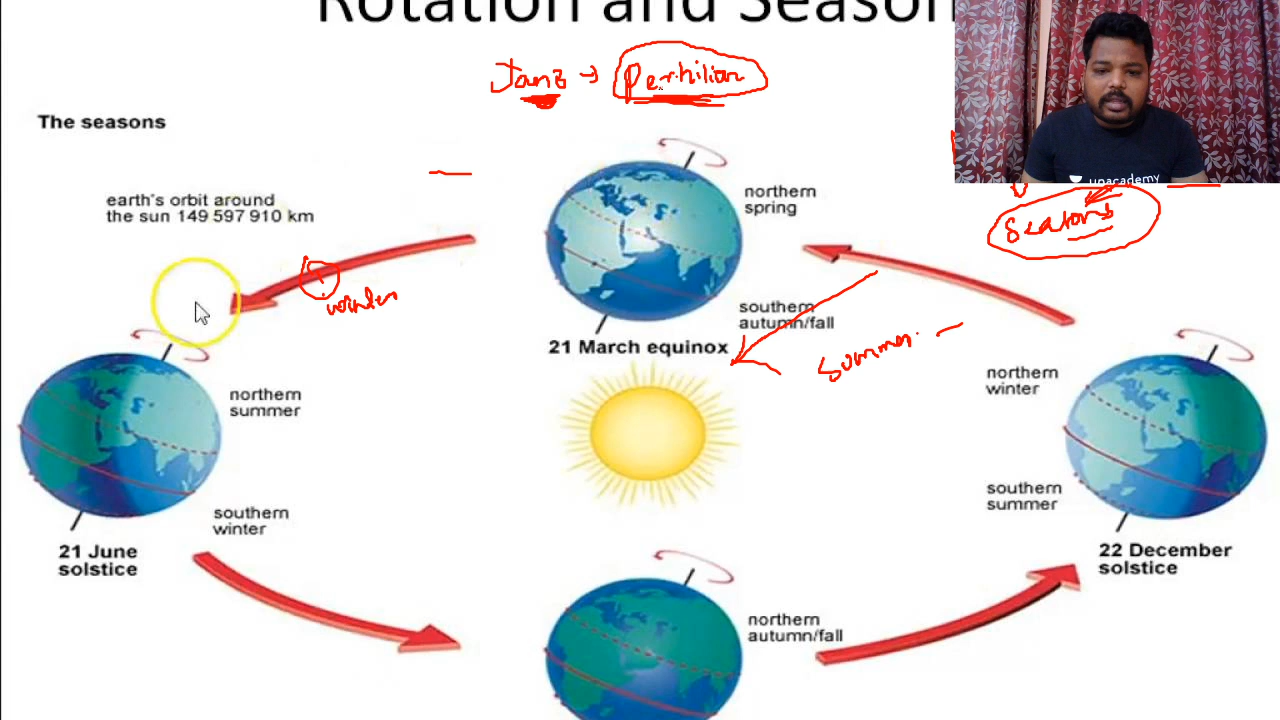 Rotation and Season
Jan 3 → Perihilion
The seasons
earth's orbit around
the sun 149 597 910 km
northern
spring
Seasons
winter
southern
autumn/fall
21 March equinox
Summer
northern
summer
northern
winter
southern
winter
southern
summer
21 June
solstice
22 December
solstice
northern
autumn/fall
unacademy